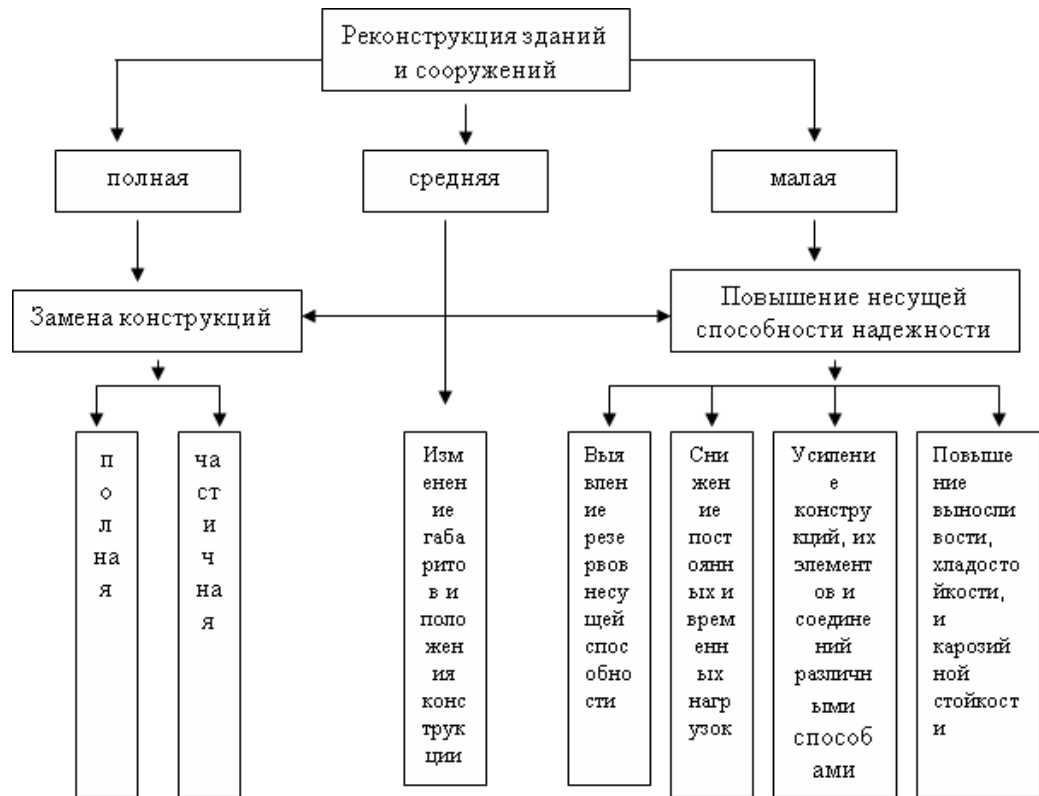 Реконструкция зданий
и сооружений
полная
средняя
малая
Замена конструкций
Повышение несущей
способности надежности
п
о
л
на
я
ча
ст
и
ч
на
я
Изм
енен
ие
габа
рито
в и
поло
жен
ия
конс
трук
ции
Выя
влен
ие
резе
рвов
несу
щей
спос
обно
сти
Сни
жен
ие
пост
оянн
ых и
врем
енн
ых
нагр
узок
Усилени
е
констру
кций, их
элемент
ов и
соедине
ний
различн
ыми
способ
ами
Повыше
ние
выносли
вости,
хладосто
йкости,
и
карозий
ной
стойкост
и